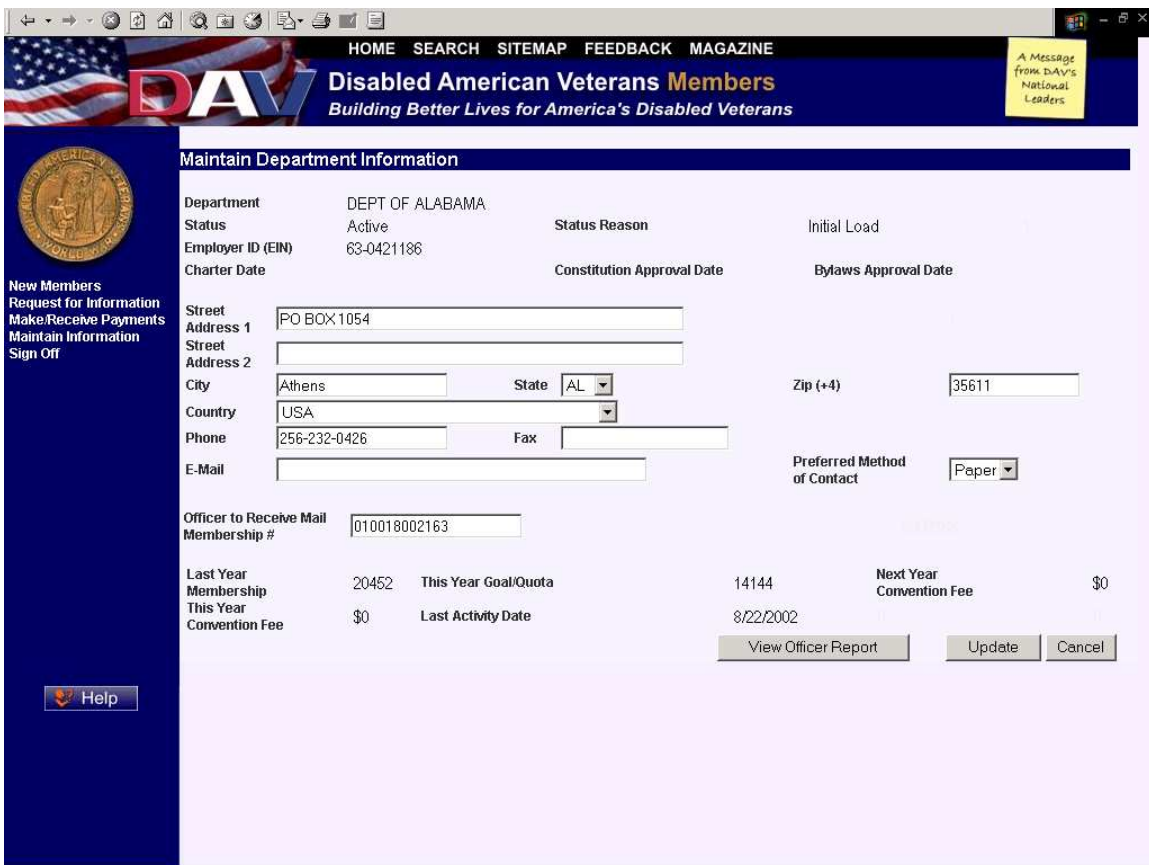 HOME SEARCH SITEMAP FEEDBACK MAGAZINE
DAV
Disabled American Veterans Members
Building Better Lives for America's Disabled Veterans
A Message
from DAV's
National
Leaders
DISABLED AMERICAN VETERANS
WORLD WAR
New Members
Request for Information
Make/Receive Payments
Maintain Information
Sign Off
Help
Maintain Department Information
Department DEPT OF ALABAMA
Status Active Status Reason Initial Load
Employer ID (EIN) 63-0421186
Charter Date Constitution Approval Date Bylaws Approval Date
Street
Address 1 PO BOX 1054
Street
Address 2
City Athens State AL Zip (+4) 35611
Country USA
Phone 256-232-0426 Fax
E-Mail Preferred Method
of Contact Paper
Officer to Receive Mail
Membership # 010018002163
Last Year
Membership 20452 This Year Goal/Quota 14144 Next Year
Convention Fee $0
This Year
Convention Fee $0 Last Activity Date 8/22/2002
View Officer Report Update Cancel